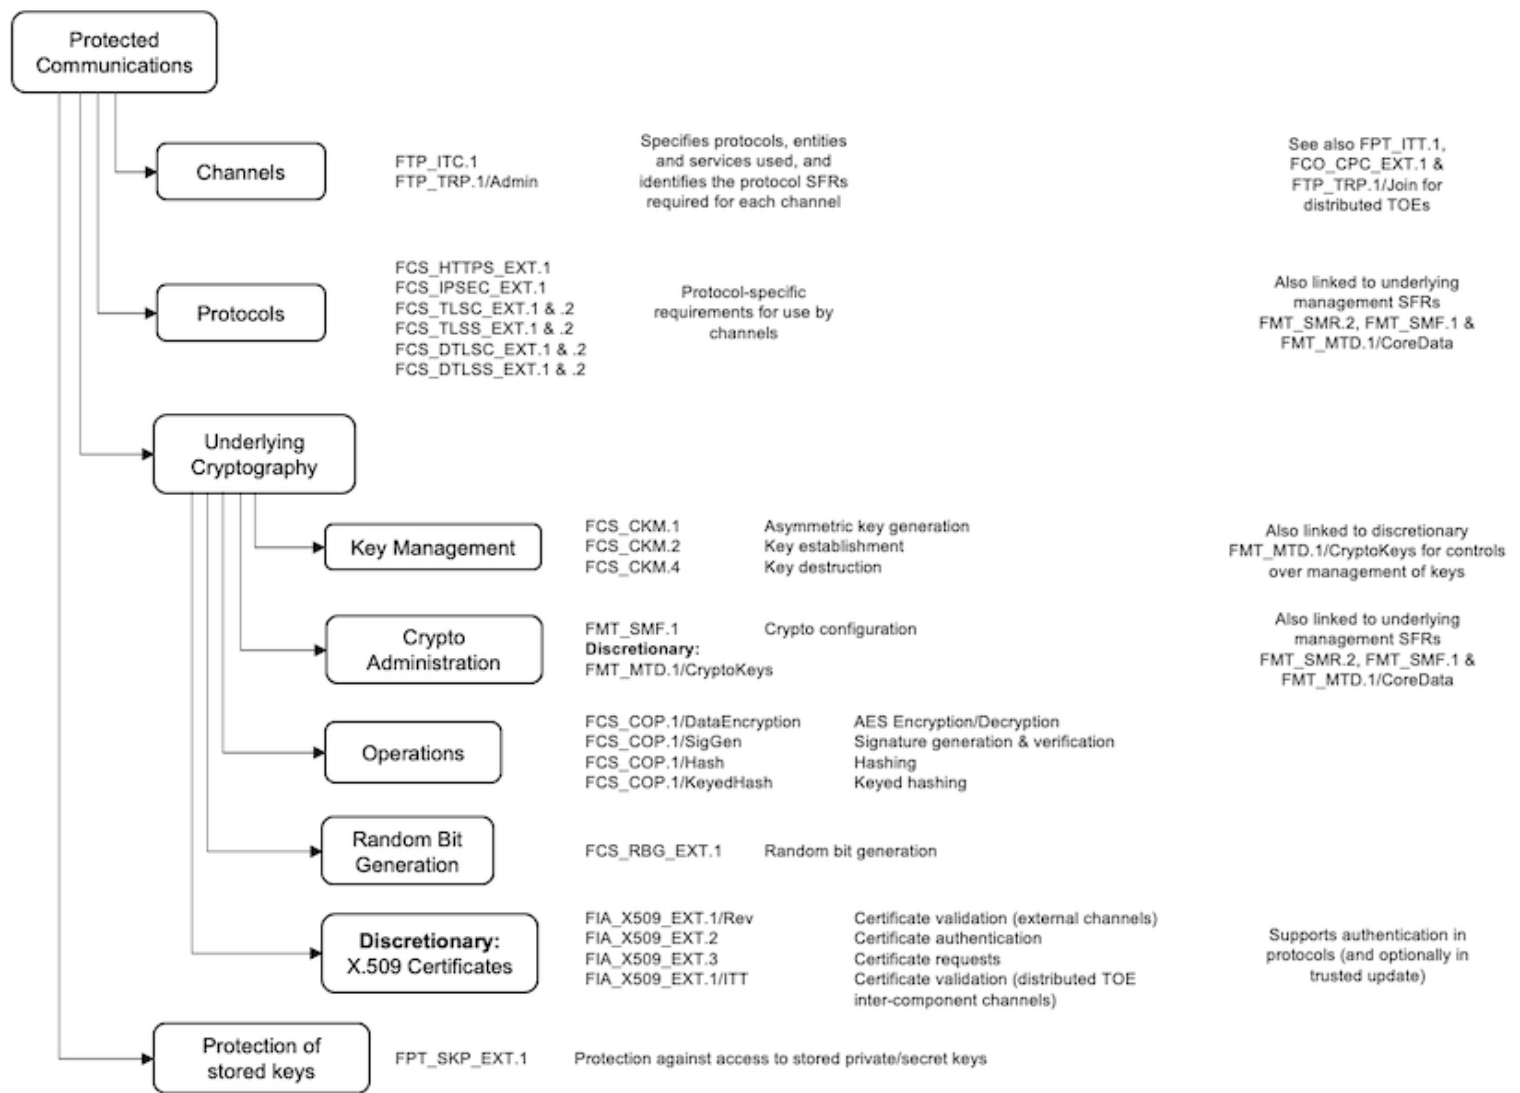 Protected
Communications
Channels
FTP_ITC.1
FTP_TRP.1/Admin
Specifies protocols, entities
and services used, and
identifies the protocol SFRs
required for each channel
See also FPT_ITT.1,
FCO_CPC_EXT.1 &
FTP_TRP.1/Join for
distributed TOEs
Protocols
FCS_HTTPS_EXT.1
FCS_IPSEC_EXT.1
FCS_TLSC_EXT.1 & .2
FCS_TLSS_EXT.1 & .2
FCS_DTLSC_EXT.1 & .2
FCS_DTLSS_EXT.1 & .2
Protocol-specific
requirements for use by
channels
Also linked to underlying
management SFRs
FMT_SMR.2, FMT_SMF.1 &
FMT_MTD.1/CoreData
Underlying
Cryptography
Key Management
FCS_CKM.1 Asymmetric key generation
FCS_CKM.2 Key establishment
FCS_CKM.4 Key destruction
Also linked to discretionary
FMT_MTD.1/CryptoKeys for controls
over management of keys
Crypto
Administration
FMT_SMF.1 Crypto configuration
Discretionary:
FMT_MTD.1/CryptoKeys
Also linked to underlying
management SFRs
FMT_SMR.2, FMT_SMF.1 &
FMT_MTD.1/CoreData
Operations
FCS_COP.1/DataEncryption AES Encryption/Decryption
FCS_COP.1/SigGen Signature generation & verification
FCS_COP.1/Hash Hashing
FCS_COP.1/KeyedHash Keyed hashing
Random Bit
Generation
FCS_RBG_EXT.1 Random bit generation
Discretionary:
X.509 Certificates
FIA_X509_EXT.1/Rev Certificate validation (external channels)
FIA_X509_EXT.2 Certificate authentication
FIA_X509_EXT.3 Certificate requests
FIA_X509_EXT.1/ITT Certificate validation (distributed TOE
inter-component channels)
Supports authentication in
protocols (and optionally in
trusted update)
Protection of
stored keys
FPT_SKP_EXT.1 Protection against access to stored private/secret keys